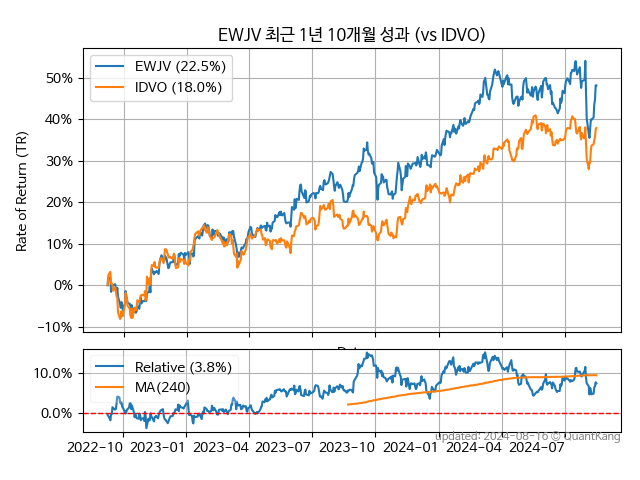 EWJV 최근 1년 10개월 성과 (vs IDVO)
EWJV (22.5%)
IDVO (18.0%)
Rate of Return (TR)
50%
40%
30%
20%
10%
0%
−10%
Relative (3.8%)
MA(240)
10.0%
0.0%
2022-10 2023-01 2023-04 2023-07 2023-10 2024-01 2024-04 2024-07
Updated: 2024-08-16 © QuantKang